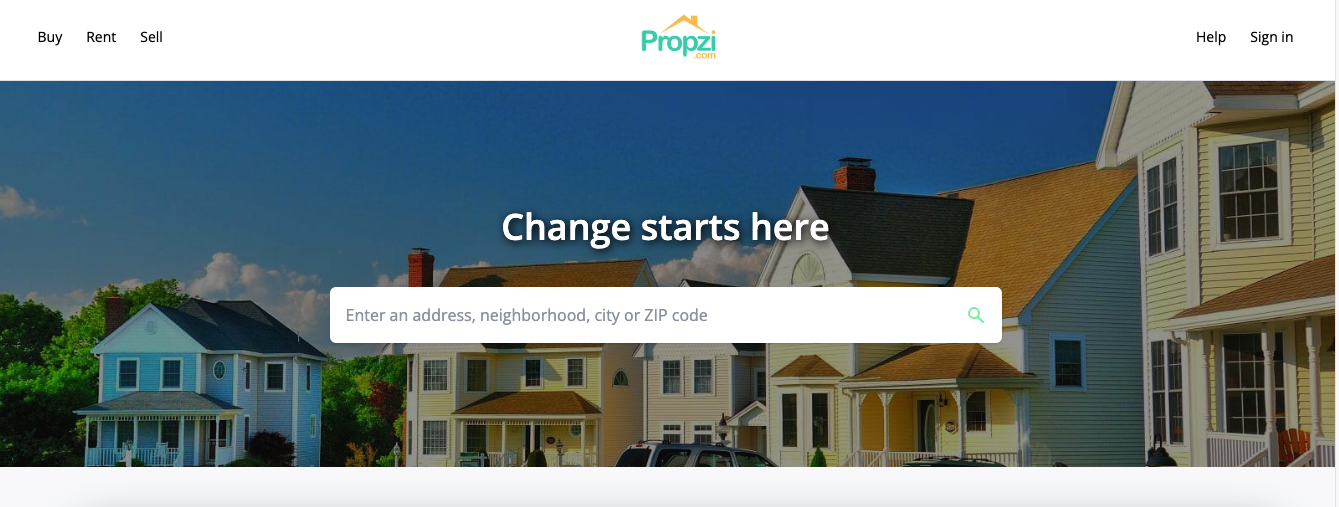 Buy Rent Sell
Propzi
.com
Help Sign in
Change starts here
Enter an address, neighborhood, city or ZIP code